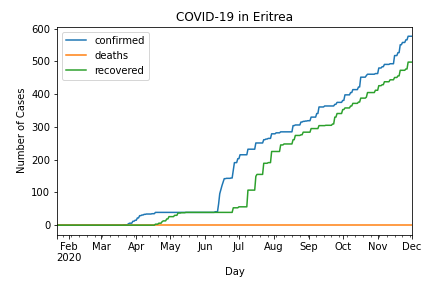 COVID-19 in Eritrea
confirmed
deaths
recovered
Number of Cases
600
500
400
300
200
100
0
Feb Mar Apr May Jun Jul Aug Sep Oct Nov Dec
2020
Day